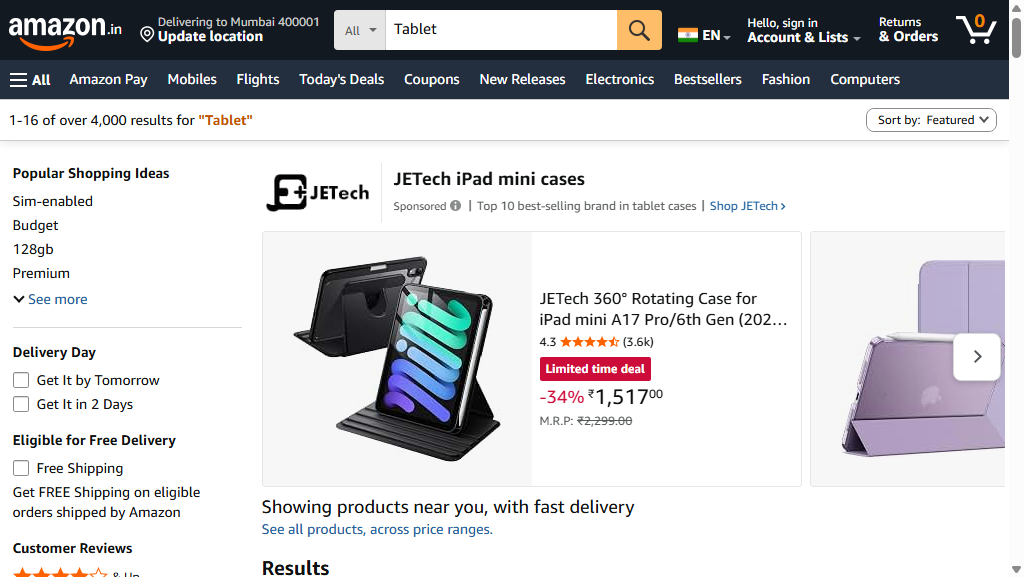 amazon.in
Delivering to Mumbai 400001
Update location
All
Tablet
EN
Hello, sign in
Account & Lists
Returns
& Orders
0
All
Amazon Pay
Mobiles
Flights
Today's Deals
Coupons
New Releases
Electronics
Bestsellers
Fashion
Computers
1-16 of over 4,000 results for "Tablet"
Sort by: Featured
Popular Shopping Ideas
Sim-enabled
Budget
128gb
Premium
See more
Delivery Day
Get It by Tomorrow
Get It in 2 Days
Eligible for Free Delivery
Free Shipping
Get FREE Shipping on eligible
orders shipped by Amazon
Customer Reviews
& Up
JETech
JETech iPad mini cases
Sponsored | Top 10 best-selling brand in tablet cases | Shop JETech
JETech 360° Rotating Case for
iPad mini A17 Pro/6th Gen (202…
4.3 (3.6k)
Limited time deal
-34% ₹1,51700
M.R.P: ₹2,299.00
Showing products near you, with fast delivery
See all products, across price ranges.
Results